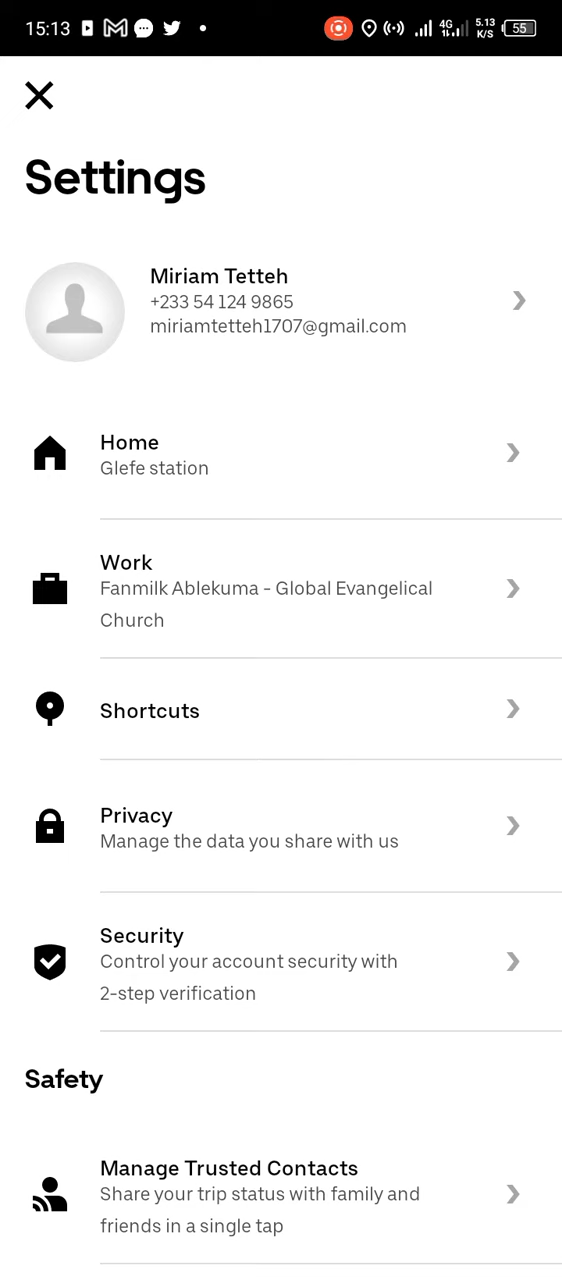 15:13
4G
5.13
K/S
55
Settings
Miriam Tetteh
+233 54 124 9865
miriamtetteh1707@gmail.com
Home
Glefe station
Work
Fanmilk Ablekuma - Global Evangelical
Church
Shortcuts
Privacy
Manage the data you share with us
Security
Control your account security with
2-step verification
Safety
Manage Trusted Contacts
Share your trip status with family and
friends in a single tap